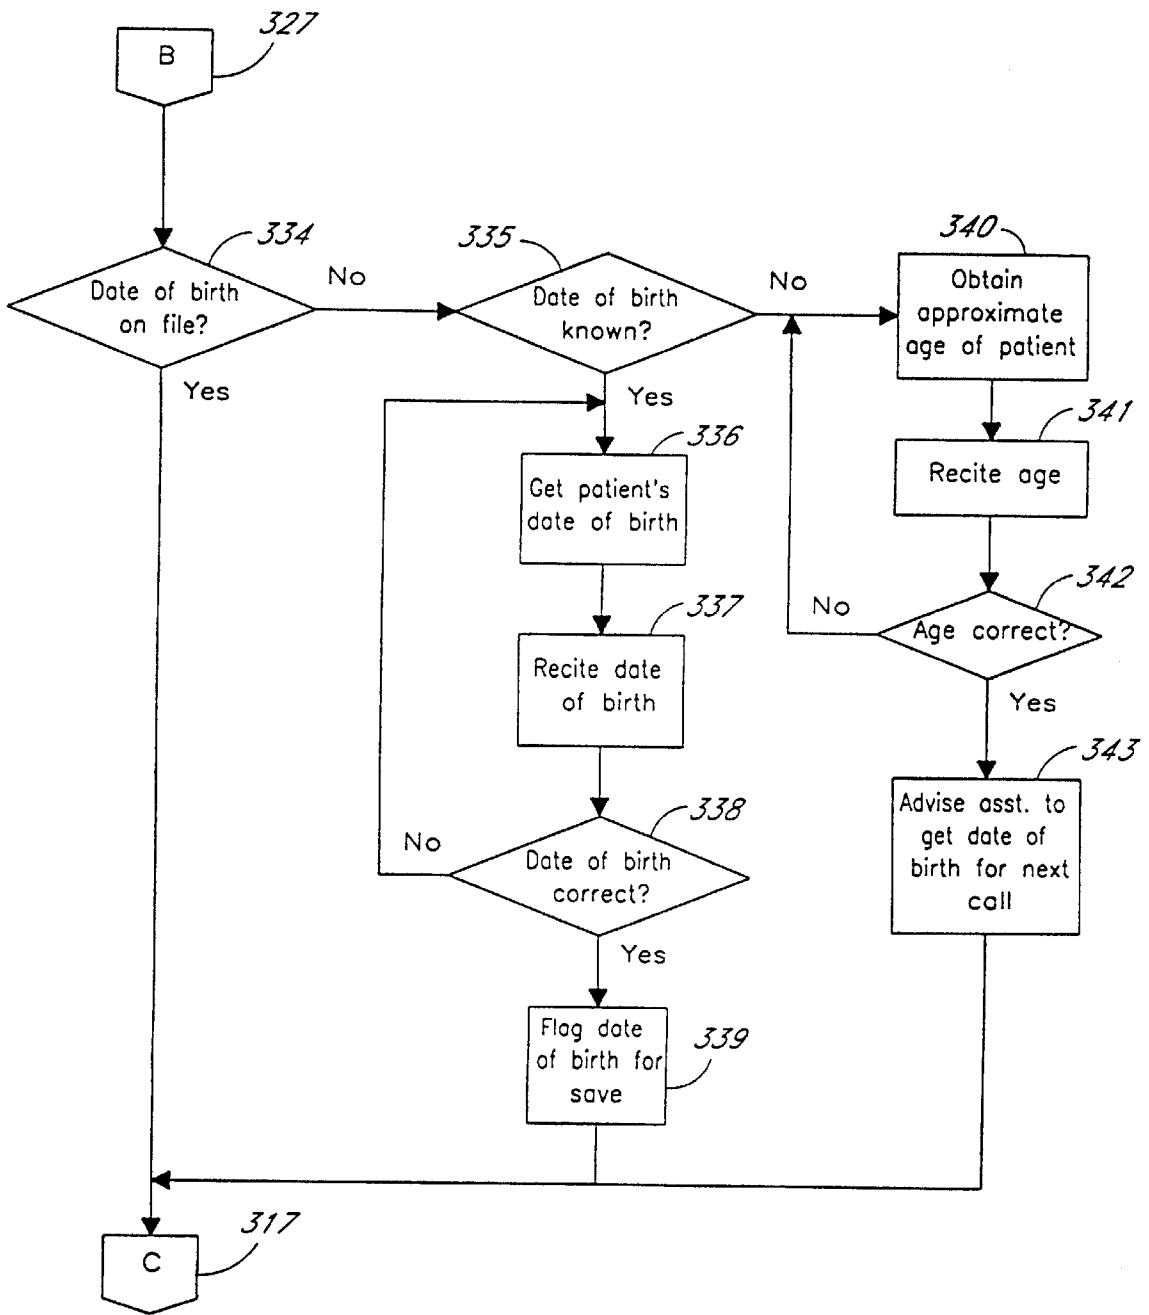 B
327
334
Date of birth
on file?
No
Yes
335
Date of birth
known?
No
Yes
340
Obtain
approximate
age of patient
341
Recite age
342
Age correct?
No
Yes
343
Advise asst. to
get date of
birth for next
call
336
Get patient's
date of birth
337
Recite date
of birth
338
Date of birth
correct?
No
Yes
339
Flag date
of birth for
save
317
C